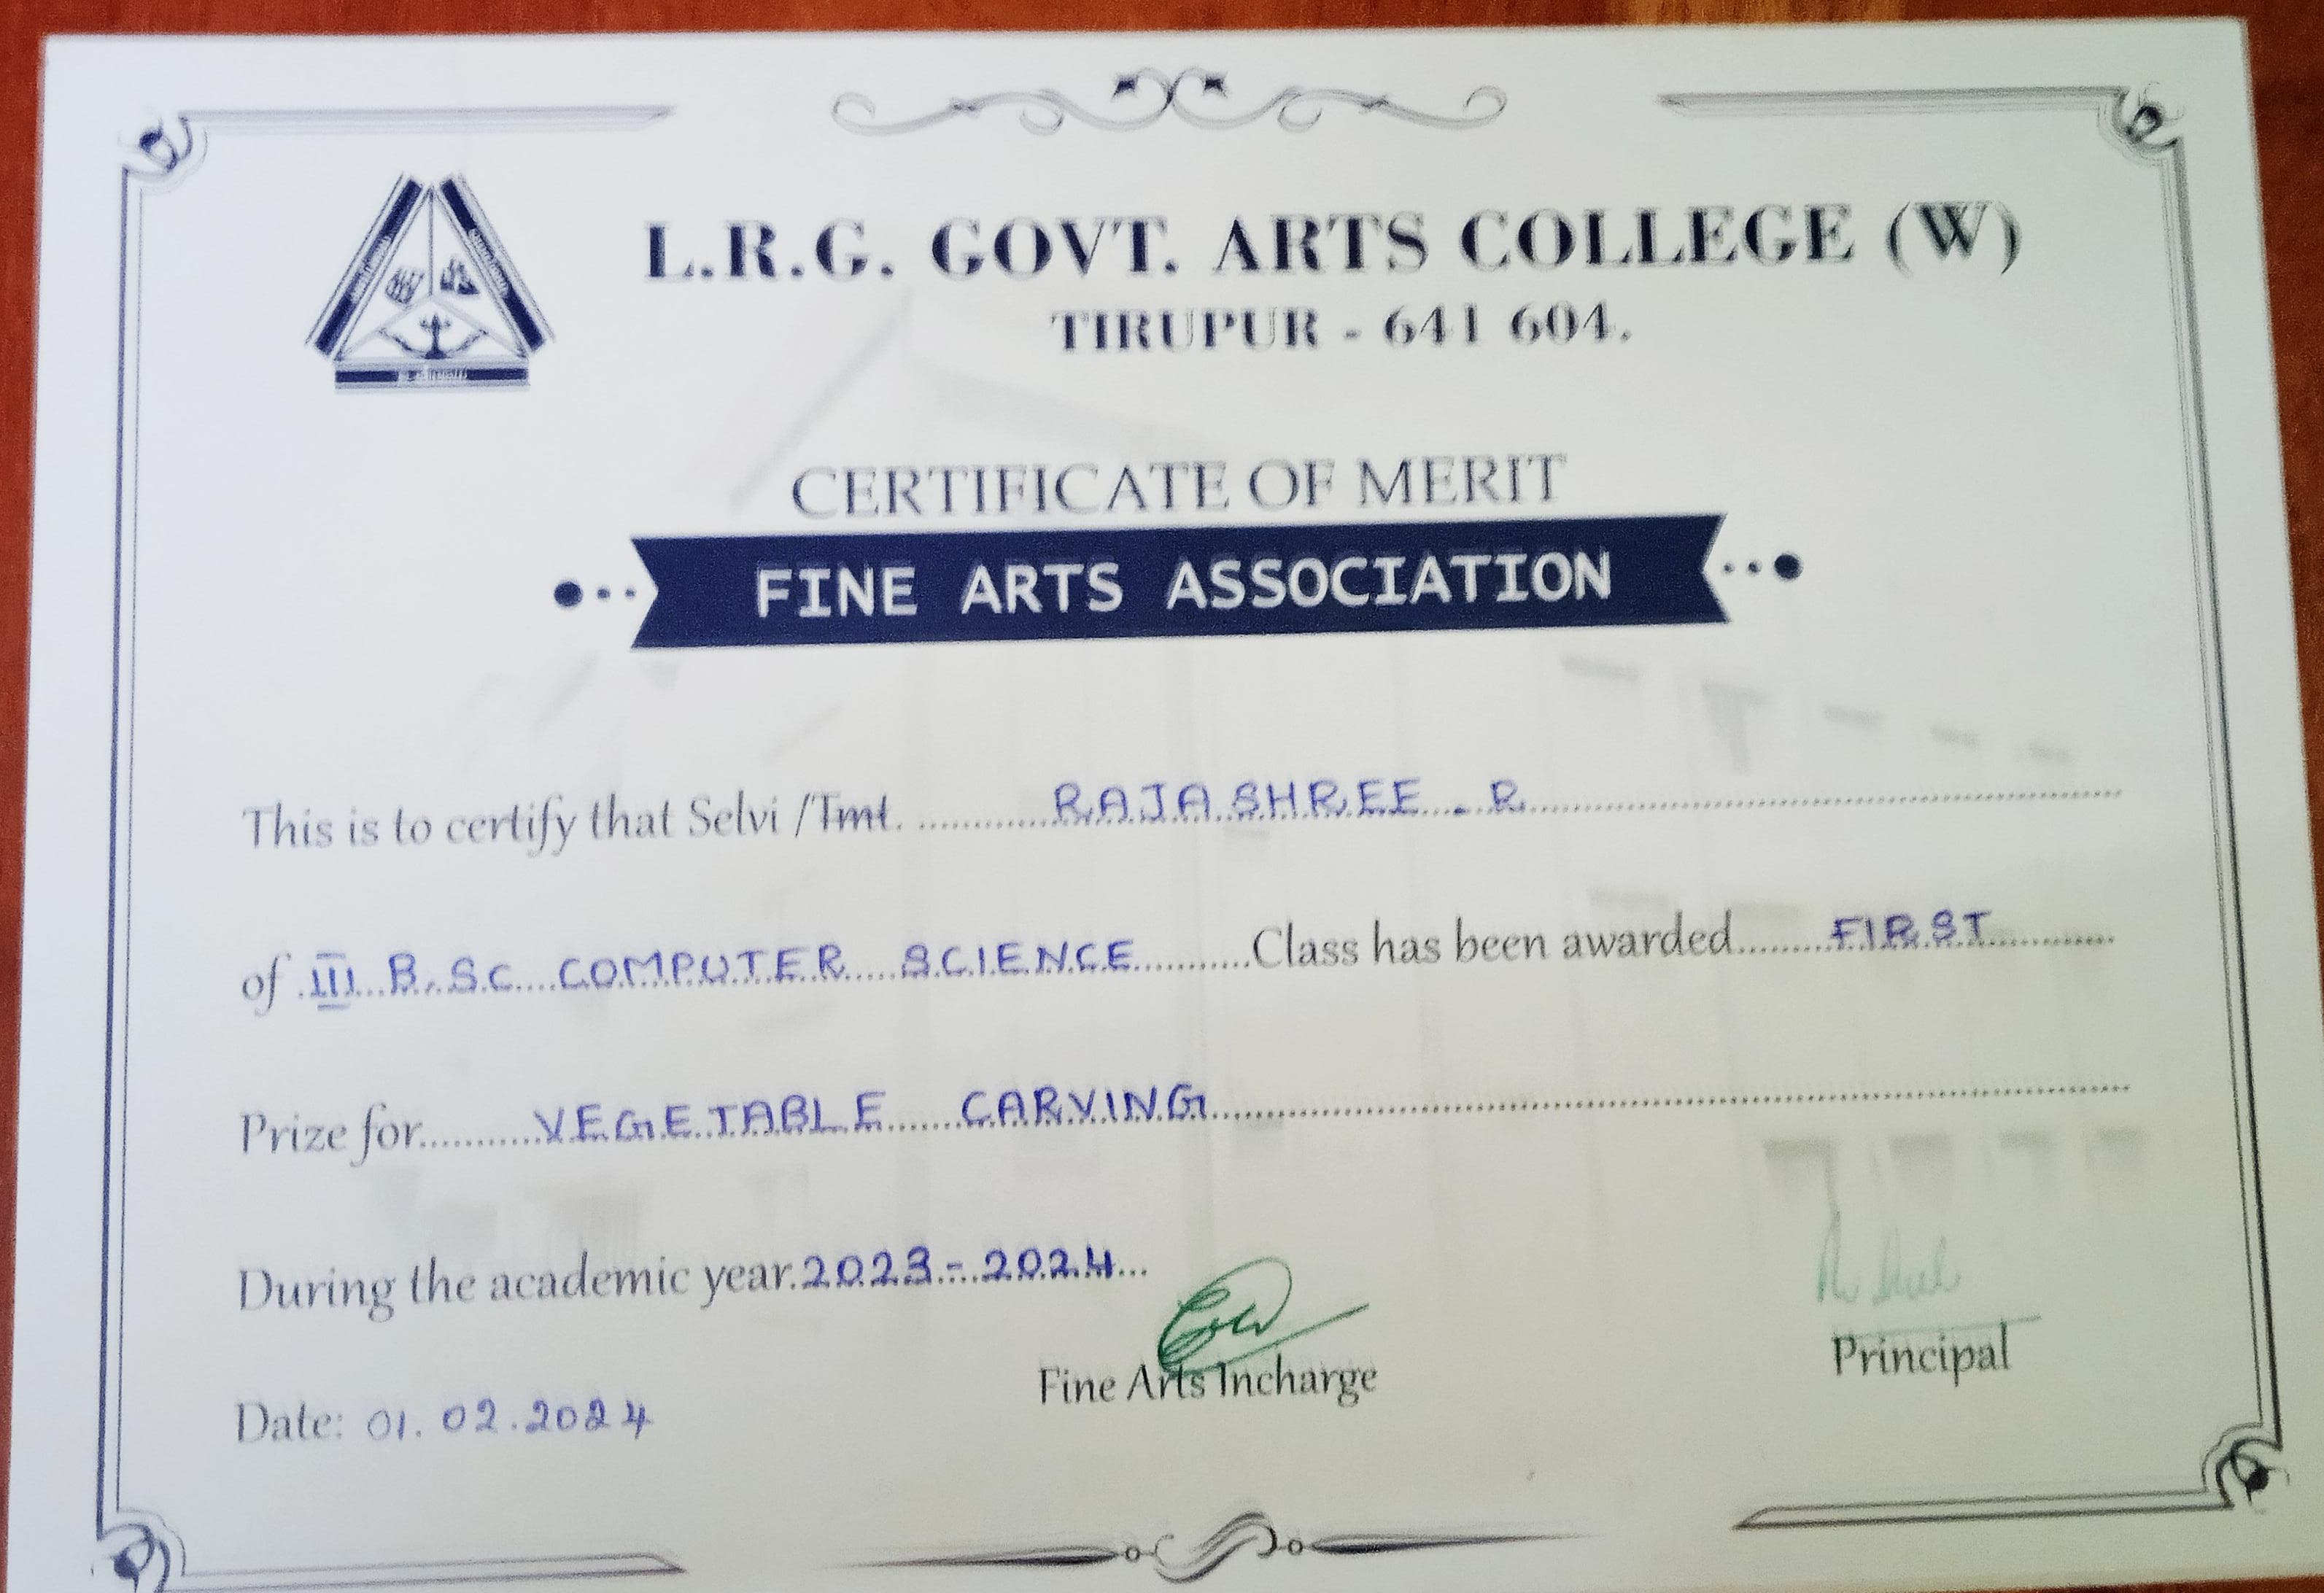 L.R.G. GOVT. ARTS COLLEGE (W)
TIRUPUR - 641 604.
CERTIFICATE OF MERIT
FINE ARTS ASSOCIATION
This is to certify that Selvi /Tmt. RAJASHREE . R
of III B.Sc COMPUTER SCIENCE Class has been awarded FIRST
Prize for VEGETABLE CARVING
During the academic year 2023 - 2024
Fine Arts Incharge
Principal
Date: 01.02.2024